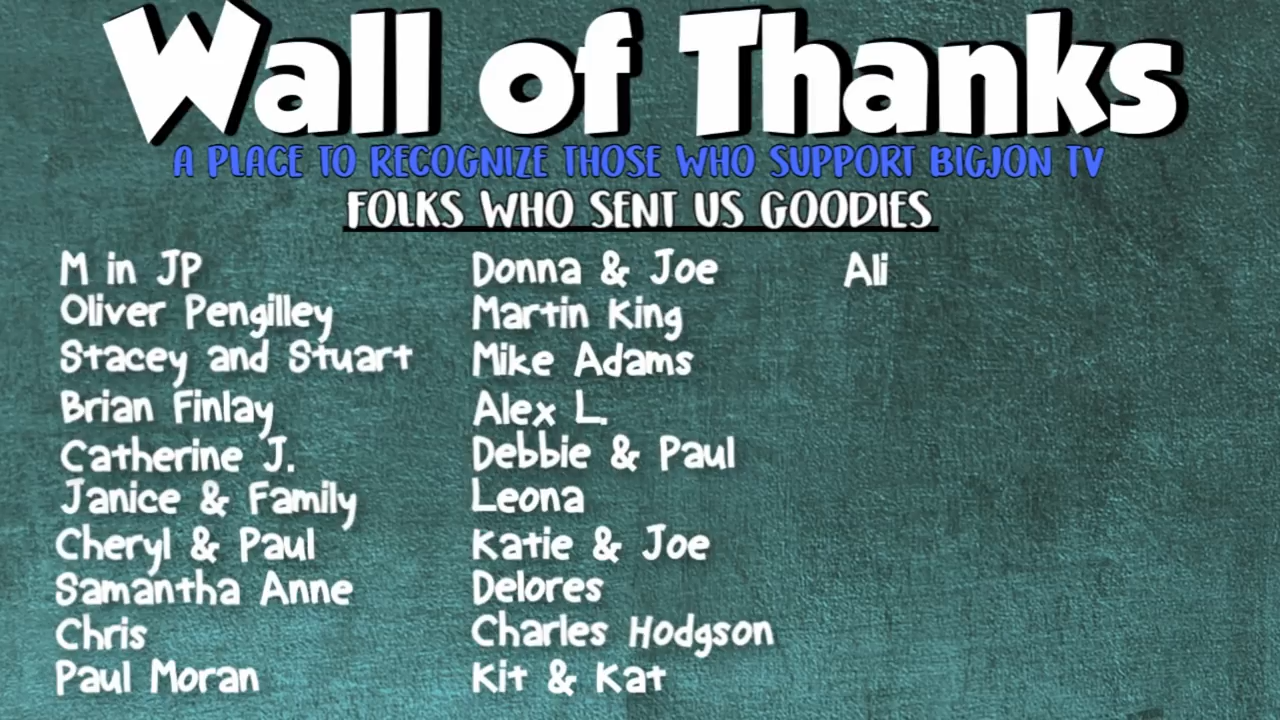 Wall of Thanks
A PLACE TO RECOGNIZE THOSE WHO SUPPORT BIGJON TV
FOLKS WHO SENT US GOODIES
M in JP
Oliver Pengilley
Stacey and Stuart
Brian Finlay
Catherine J.
Janice & Family
Cheryl & Paul
Samantha Anne
Chris
Paul Moran
Donna & Joe
Martin King
Mike Adams
Alex L.
Debbie & Paul
Leona
Katie & Joe
Delores
Charles Hodgson
Kit & Kat
Ali